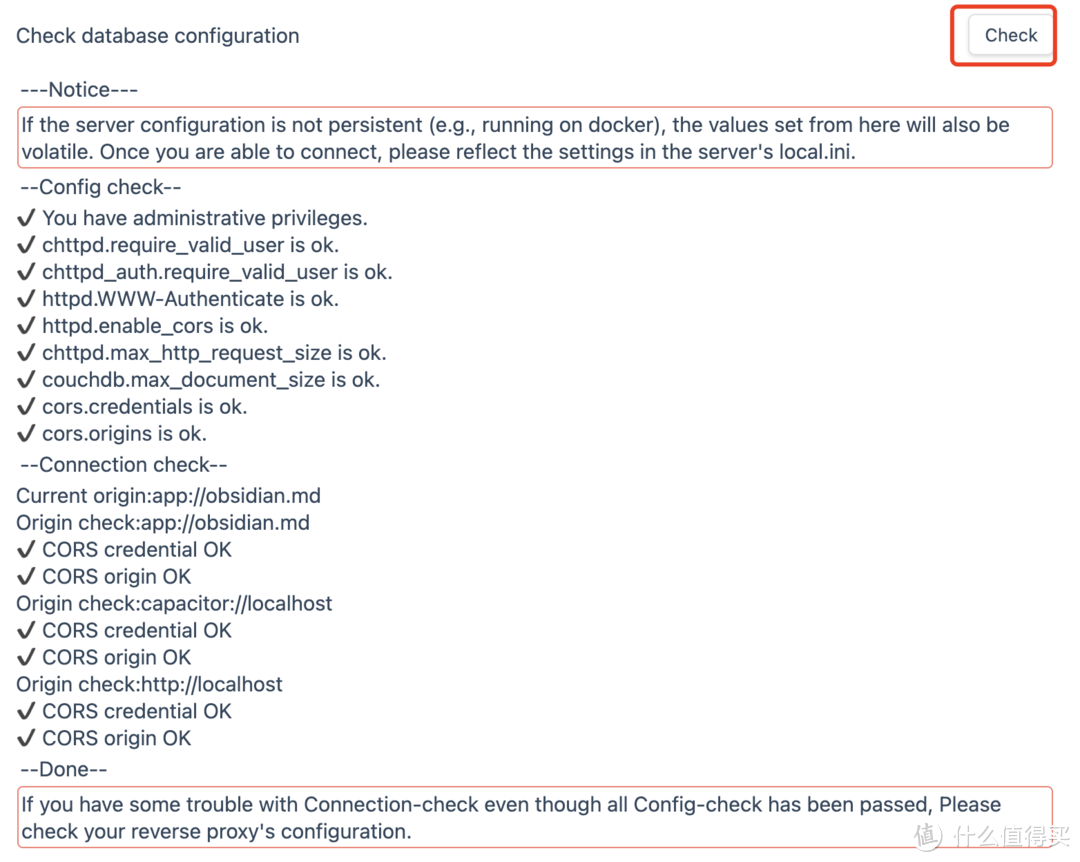 Check database configuration
Check
---Notice---
If the server configuration is not persistent (e.g., running on docker), the values set from here will also be
volatile. Once you are able to connect, please reflect the settings in the server's local.ini.
--Config check--
✔ You have administrative privileges.
✔ chttpd.require_valid_user is ok.
✔ chttpd_auth.require_valid_user is ok.
✔ httpd.WWW-Authenticate is ok.
✔ httpd.enable_cors is ok.
✔ chttpd.max_http_request_size is ok.
✔ couchdb.max_document_size is ok.
✔ cors.credentials is ok.
✔ cors.origins is ok.
--Connection check--
Current origin:app://obsidian.md
Origin check:app://obsidian.md
✔ CORS credential OK
✔ CORS origin OK
Origin check:capacitor://localhost
✔ CORS credential OK
✔ CORS origin OK
Origin check:http://localhost
✔ CORS credential OK
✔ CORS origin OK
--Done--
If you have some trouble with Connection-check even though all Config-check has been passed, Please
check your reverse proxy's configuration.
值 什么值得买